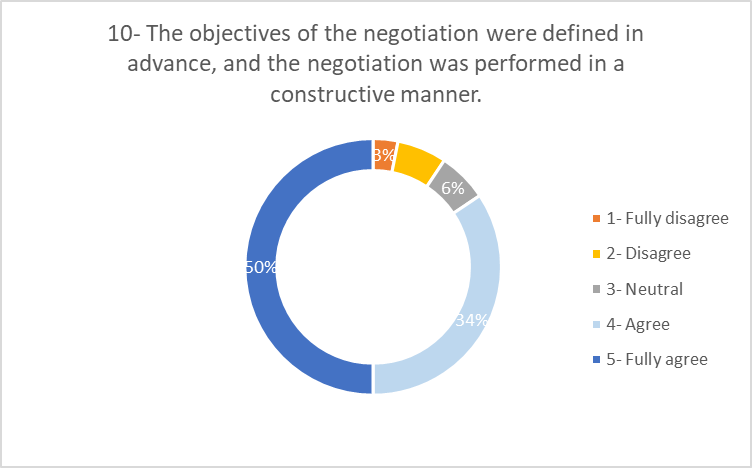 10- The objectives of the negotiation were defined in
advance, and the negotiation was performed in a
constructive manner.
3%
6%
50%
34%
1- Fully disagree
2- Disagree
3- Neutral
4- Agree
5- Fully agree